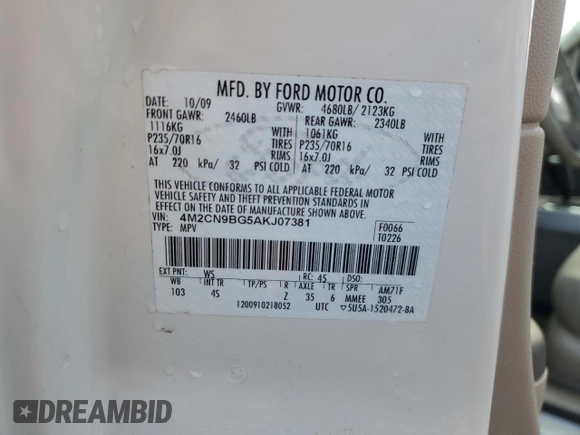 MFD. BY FORD MOTOR CO.
DATE: 10/09 GVWR: 4680LB/ 2123KG
FRONT GAWR: 2460LB REAR GAWR: 2340LB
1116KG WITH 1061KG WITH
P235/70R16 TIRES P235/70R16 TIRES
16x7.0J RIMS 16x7.0J RIMS
AT 220 kPa/ 32 PSI COLD AT 220 kPa/ 32 PSI COLD
THIS VEHICLE CONFORMS TO ALL APPLICABLE FEDERAL MOTOR
VEHICLE SAFETY AND THEFT PREVENTION STANDARDS IN
EFFECT ON THE DATE OF MANUFACTURE SHOWN ABOVE.
VIN: 4M2CN9BG5AKJ07381 F0066
TYPE: MPV T0226
EXT PNT: WS RC: 45 DSO:
WB INT TR TP/PS R AXLE TR SPR AM71F
103 4S Z 35 6 MMEE 305
1200910218052 UTC ▽5U5A-1520472-BA
DREAMBID